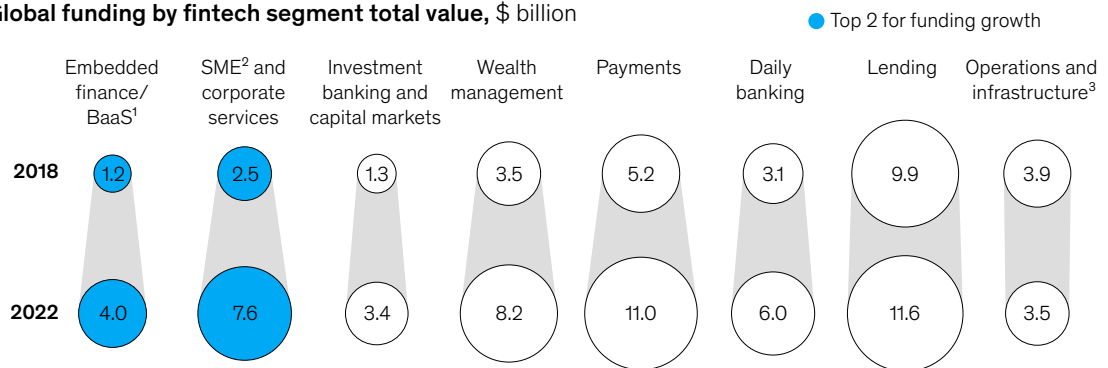 Global funding by fintech segment total value, $ billion
Top 2 for funding growth
Embedded finance/ BaaS¹
SME² and corporate services
Investment banking and capital markets
Wealth management
Payments
Daily banking
Lending
Operations and infrastructure³
2018 1.2 2.5 1.3 3.5 5.2 3.1 9.9 3.9
2022 4.0 7.6 3.4 8.2 11.0 6.0 11.6 3.5